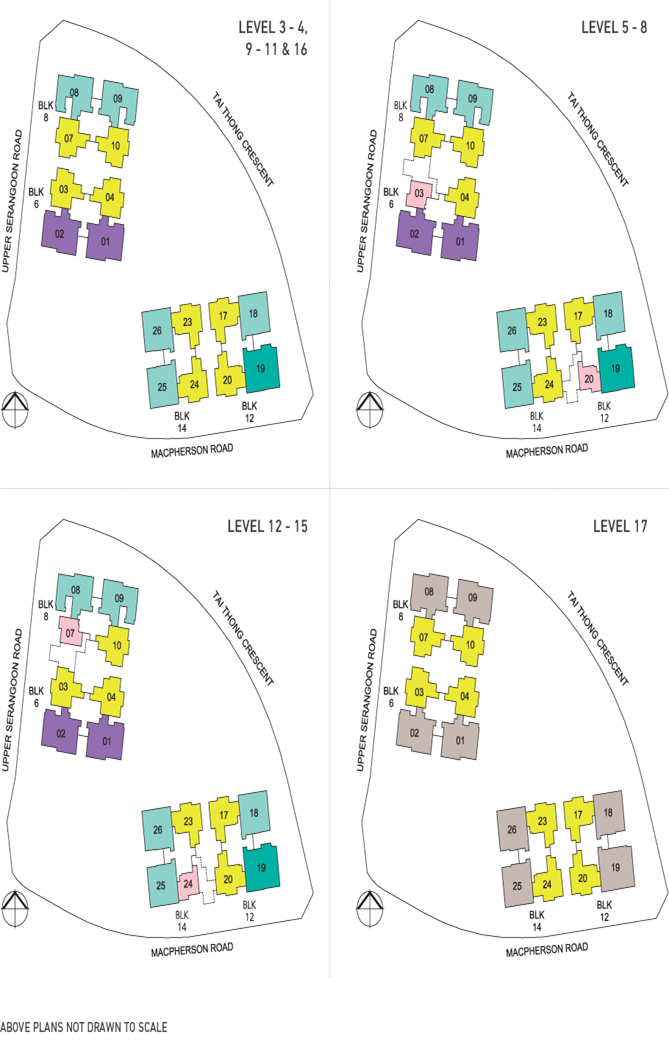 LEVEL 3 - 4,
9 - 11 & 16
TAI THONG CRESCENT
UPPER SERANGOON ROAD
08
09
BLK
8
07
10
BLK
6
03
04
02
01
26
23
17
18
25
24
20
19
BLK
14
BLK
12
MACPHERSON ROAD
LEVEL 5 - 8
TAI THONG CRESCENT
UPPER SERANGOON ROAD
08
09
BLK
8
07
10
BLK
6
03
04
02
01
26
23
17
18
25
24
20
19
BLK
14
BLK
12
MACPHERSON ROAD
LEVEL 12 - 15
TAI THONG CRESCENT
UPPER SERANGOON ROAD
08
09
BLK
8
07
10
BLK
6
03
04
02
01
26
23
17
18
25
24
20
19
BLK
14
BLK
12
MACPHERSON ROAD
LEVEL 17
TAI THONG CRESCENT
UPPER SERANGOON ROAD
08
09
BLK
8
07
10
BLK
6
03
04
02
01
26
23
17
18
25
24
20
19
BLK
14
BLK
12
MACPHERSON ROAD
ABOVE PLANS NOT DRAWN TO SCALE